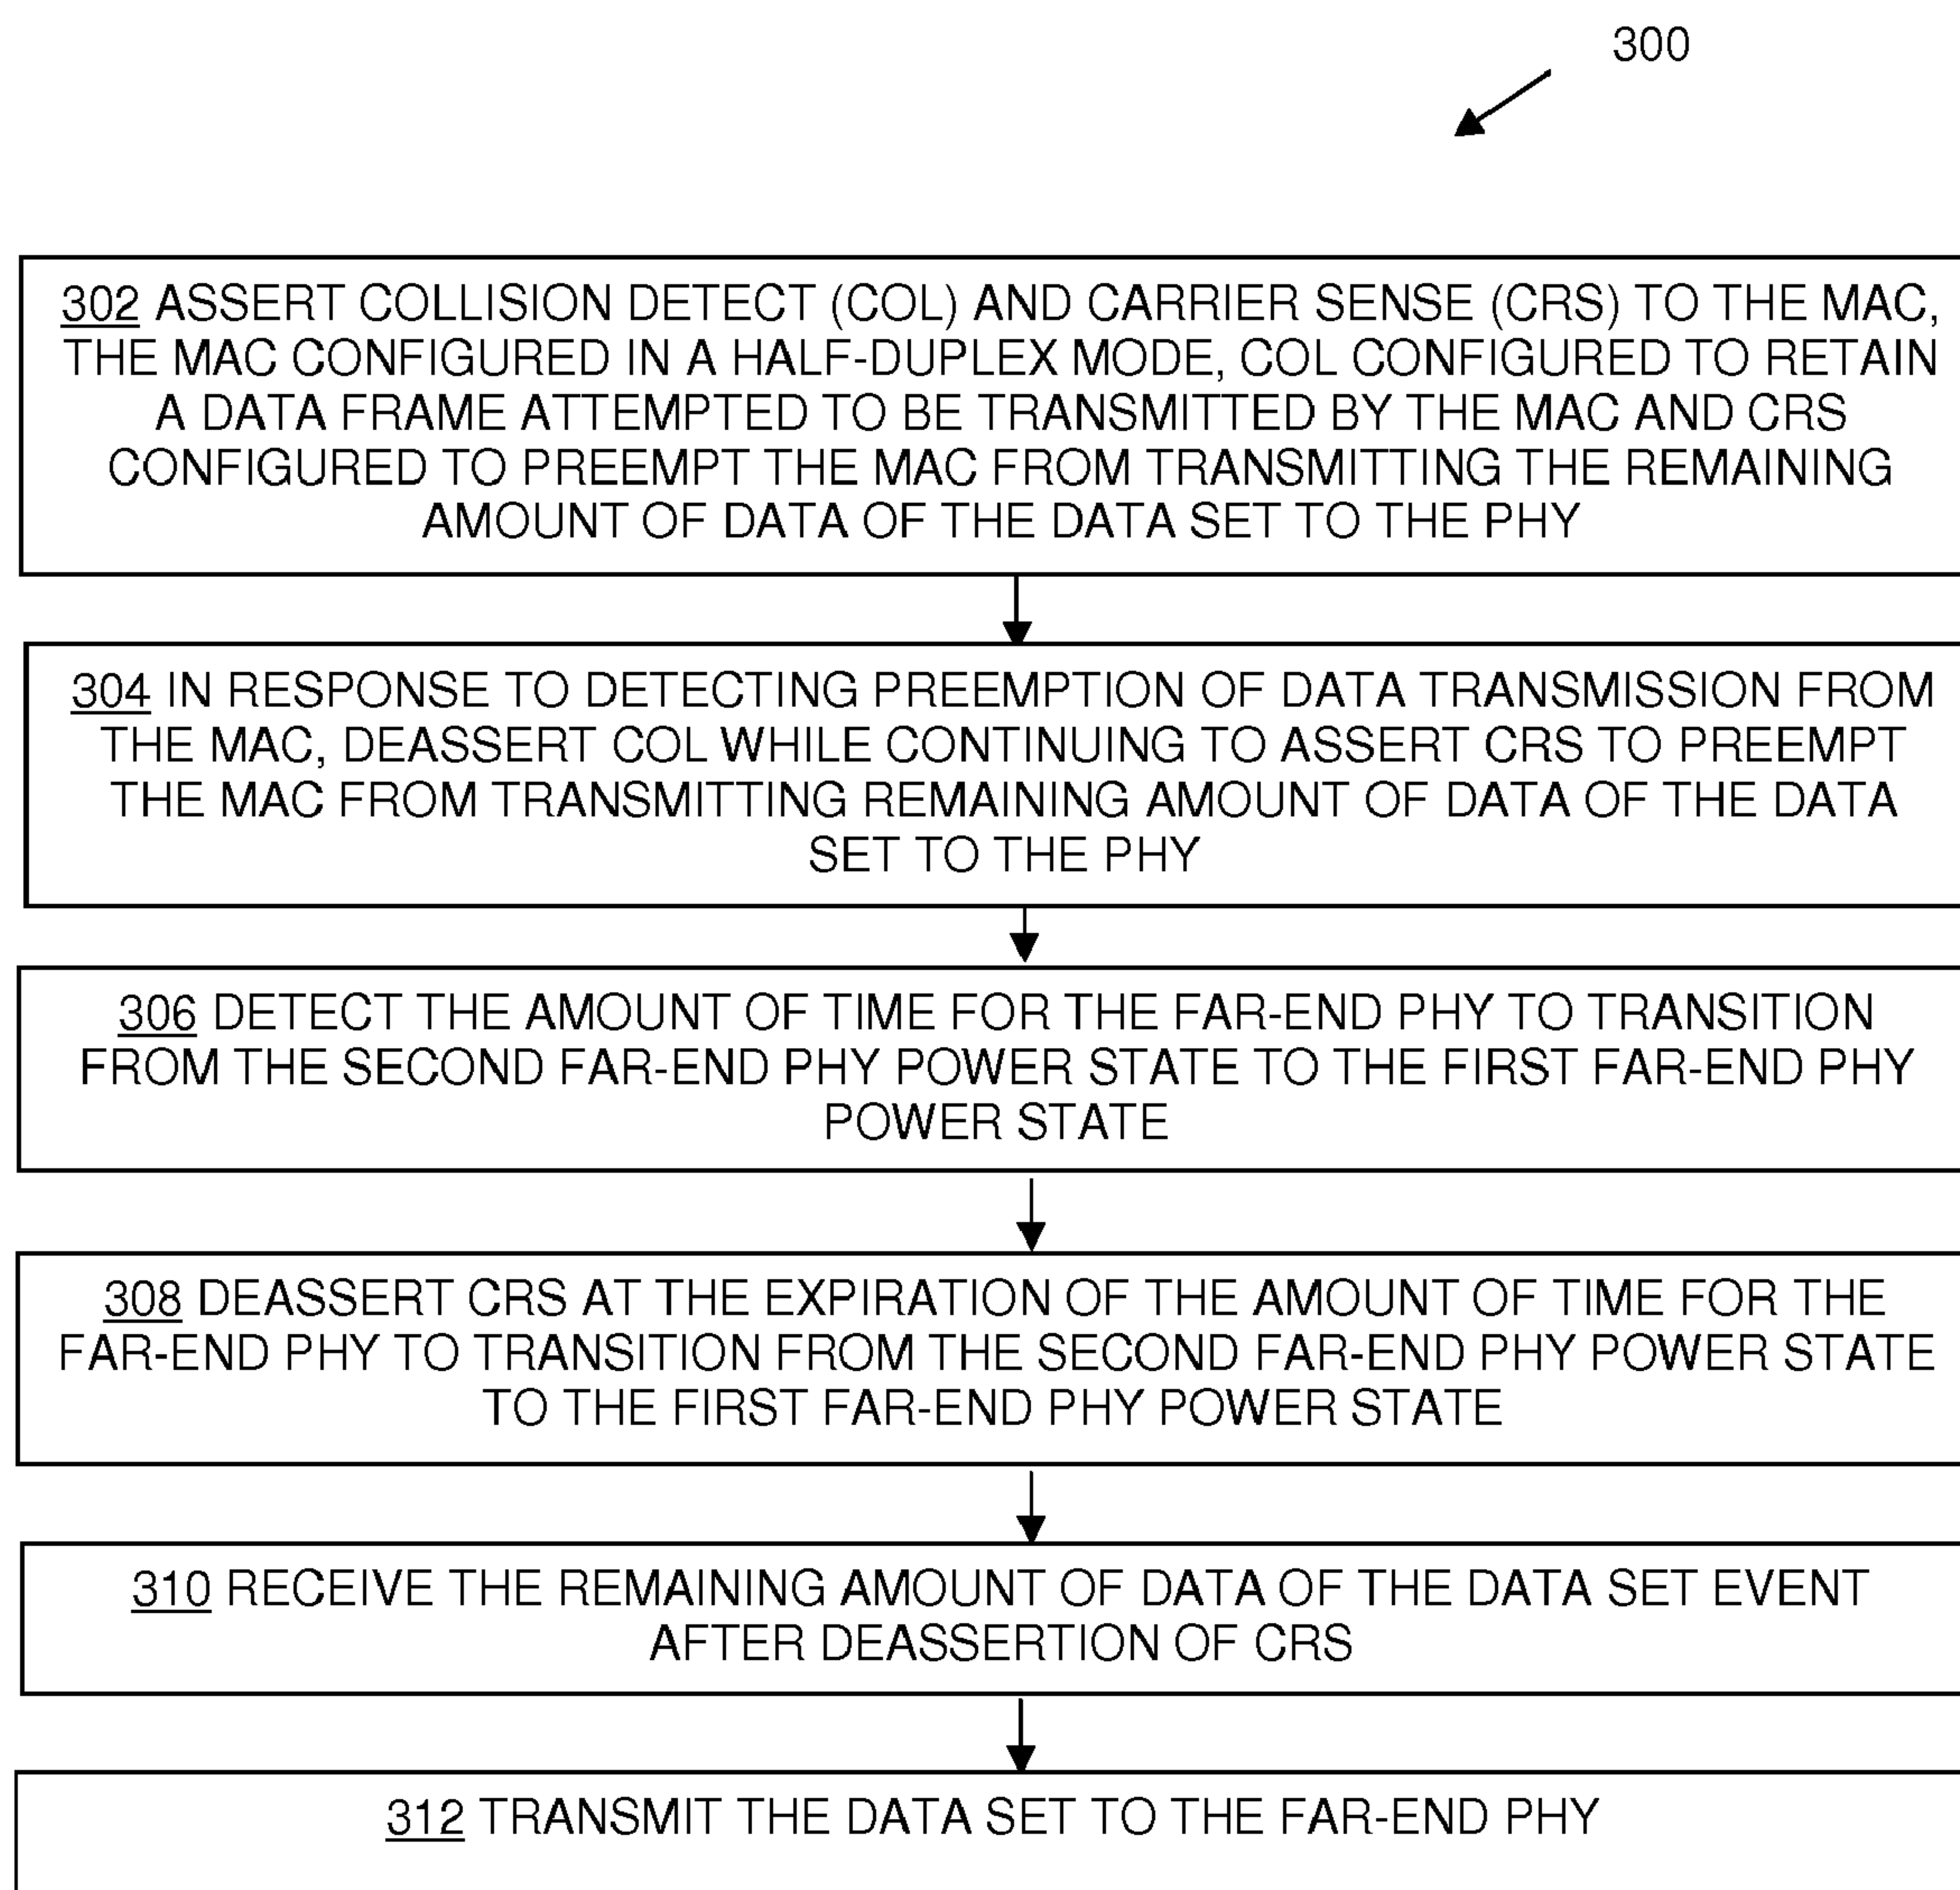 300
302 ASSERT COLLISION DETECT (COL) AND CARRIER SENSE (CRS) TO THE MAC,
THE MAC CONFIGURED IN A HALF-DUPLEX MODE, COL CONFIGURED TO RETAIN
A DATA FRAME ATTEMPTED TO BE TRANSMITTED BY THE MAC AND CRS
CONFIGURED TO PREEMPT THE MAC FROM TRANSMITTING THE REMAINING
AMOUNT OF DATA OF THE DATA SET TO THE PHY
304 IN RESPONSE TO DETECTING PREEMPTION OF DATA TRANSMISSION FROM
THE MAC, DEASSERT COL WHILE CONTINUING TO ASSERT CRS TO PREEMPT
THE MAC FROM TRANSMITTING REMAINING AMOUNT OF DATA OF THE DATA
SET TO THE PHY
306 DETECT THE AMOUNT OF TIME FOR THE FAR-END PHY TO TRANSITION
FROM THE SECOND FAR-END PHY POWER STATE TO THE FIRST FAR-END PHY
POWER STATE
308 DEASSERT CRS AT THE EXPIRATION OF THE AMOUNT OF TIME FOR THE
FAR-END PHY TO TRANSITION FROM THE SECOND FAR-END PHY POWER STATE
TO THE FIRST FAR-END PHY POWER STATE
310 RECEIVE THE REMAINING AMOUNT OF DATA OF THE DATA SET EVENT
AFTER DEASSERTION OF CRS
312 TRANSMIT THE DATA SET TO THE FAR-END PHY